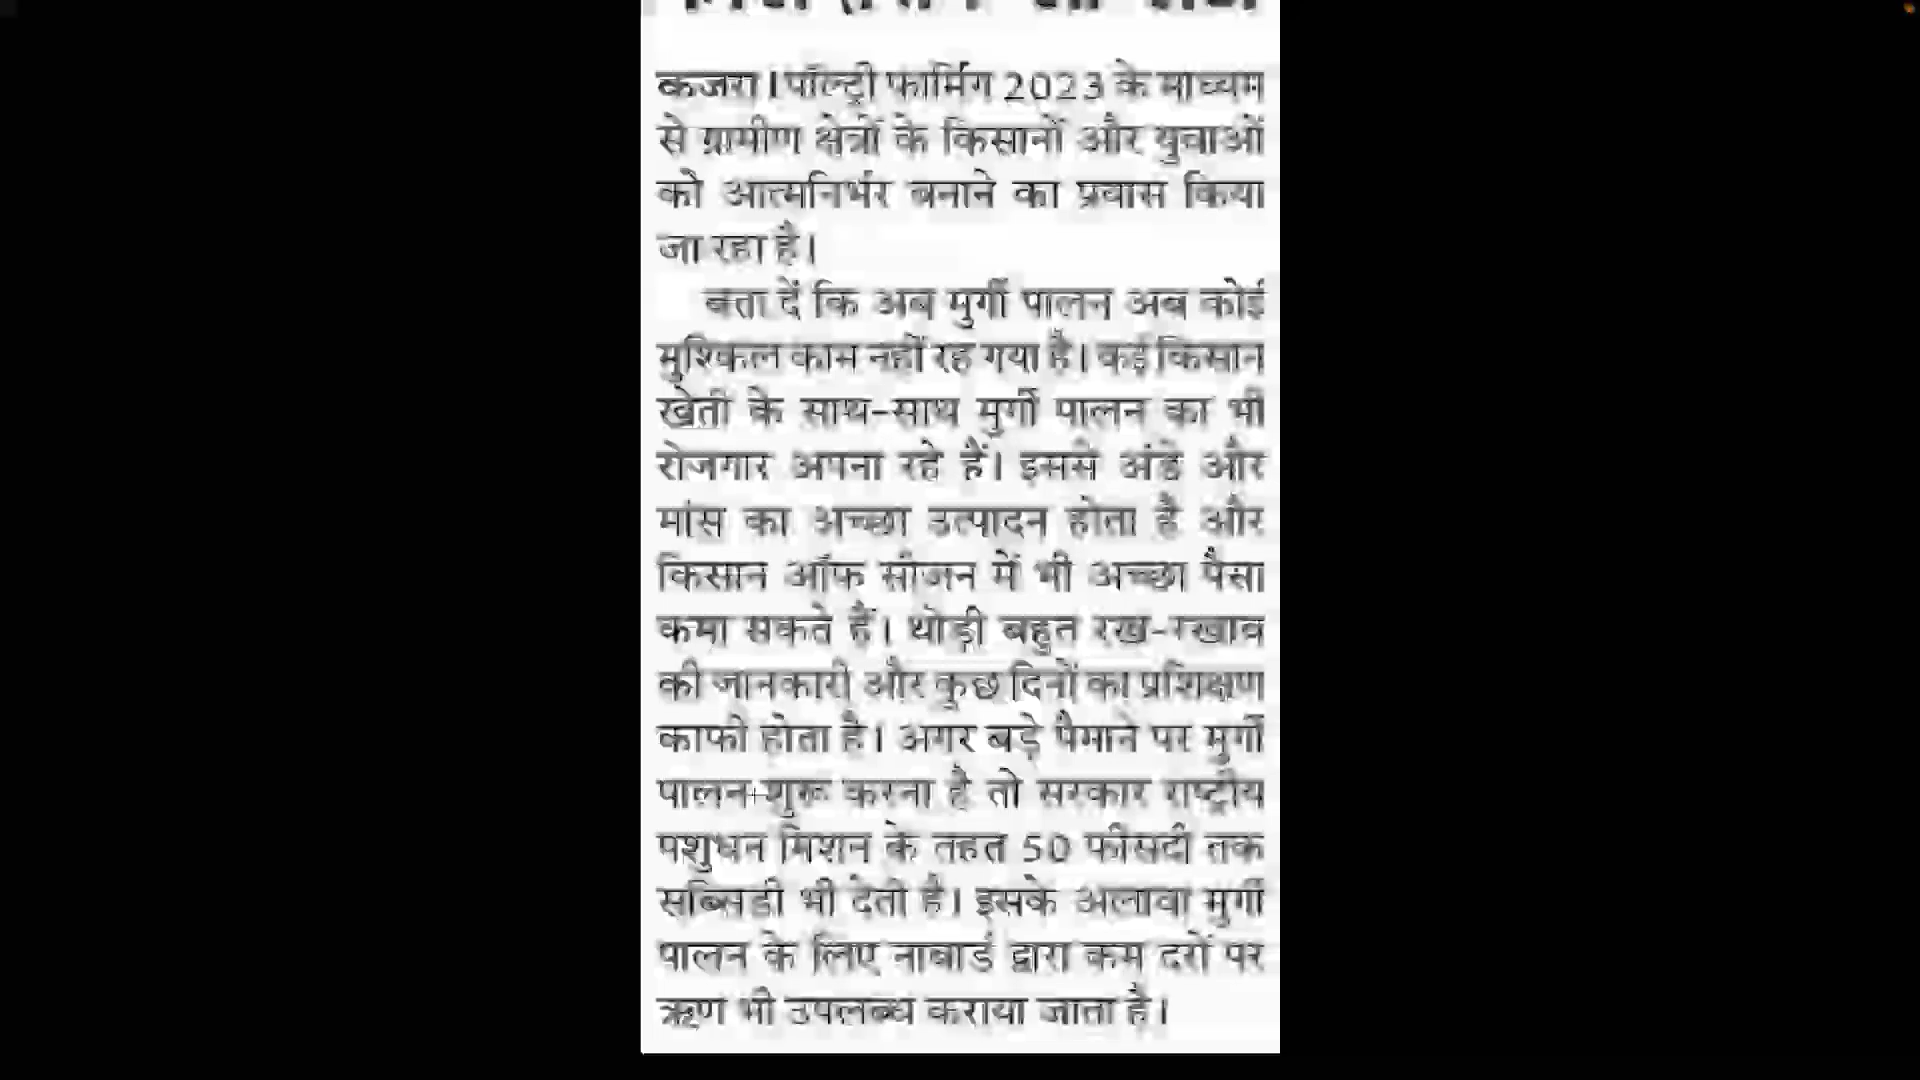 कजरा। पॉल्ट्री फार्मिंग 2023 के माध्यम
से ग्रामीण क्षेत्रों के किसानों और युवाओं
को आत्मनिर्भर बनाने का प्रयास किया
जा रहा है।
बता दें कि अब मुर्गी पालन अब कोई
मुश्किल काम नहीं रह गया है। कई किसान
खेती के साथ-साथ मुर्गी पालन का भी
रोजगार अपना रहे हैं। इससे अंडे और
मांस का अच्छा उत्पादन होता है और
किसान ऑफ सीजन में भी अच्छा पैसा
कमा सकते हैं। थोड़ी बहुत रख-रखाव
की जानकारी और कुछ दिनों का प्रशिक्षण
काफी होता है। अगर बड़े पैमाने पर मुर्गी
पालन शुरू करना है तो सरकार राष्ट्रीय
पशुधन मिशन के तहत 50 फीसदी तक
सब्सिडी भी देती है। इसके अलावा मुर्गी
पालन के लिए नाबार्ड द्वारा कम दरों पर
ऋण भी उपलब्ध कराया जाता है।